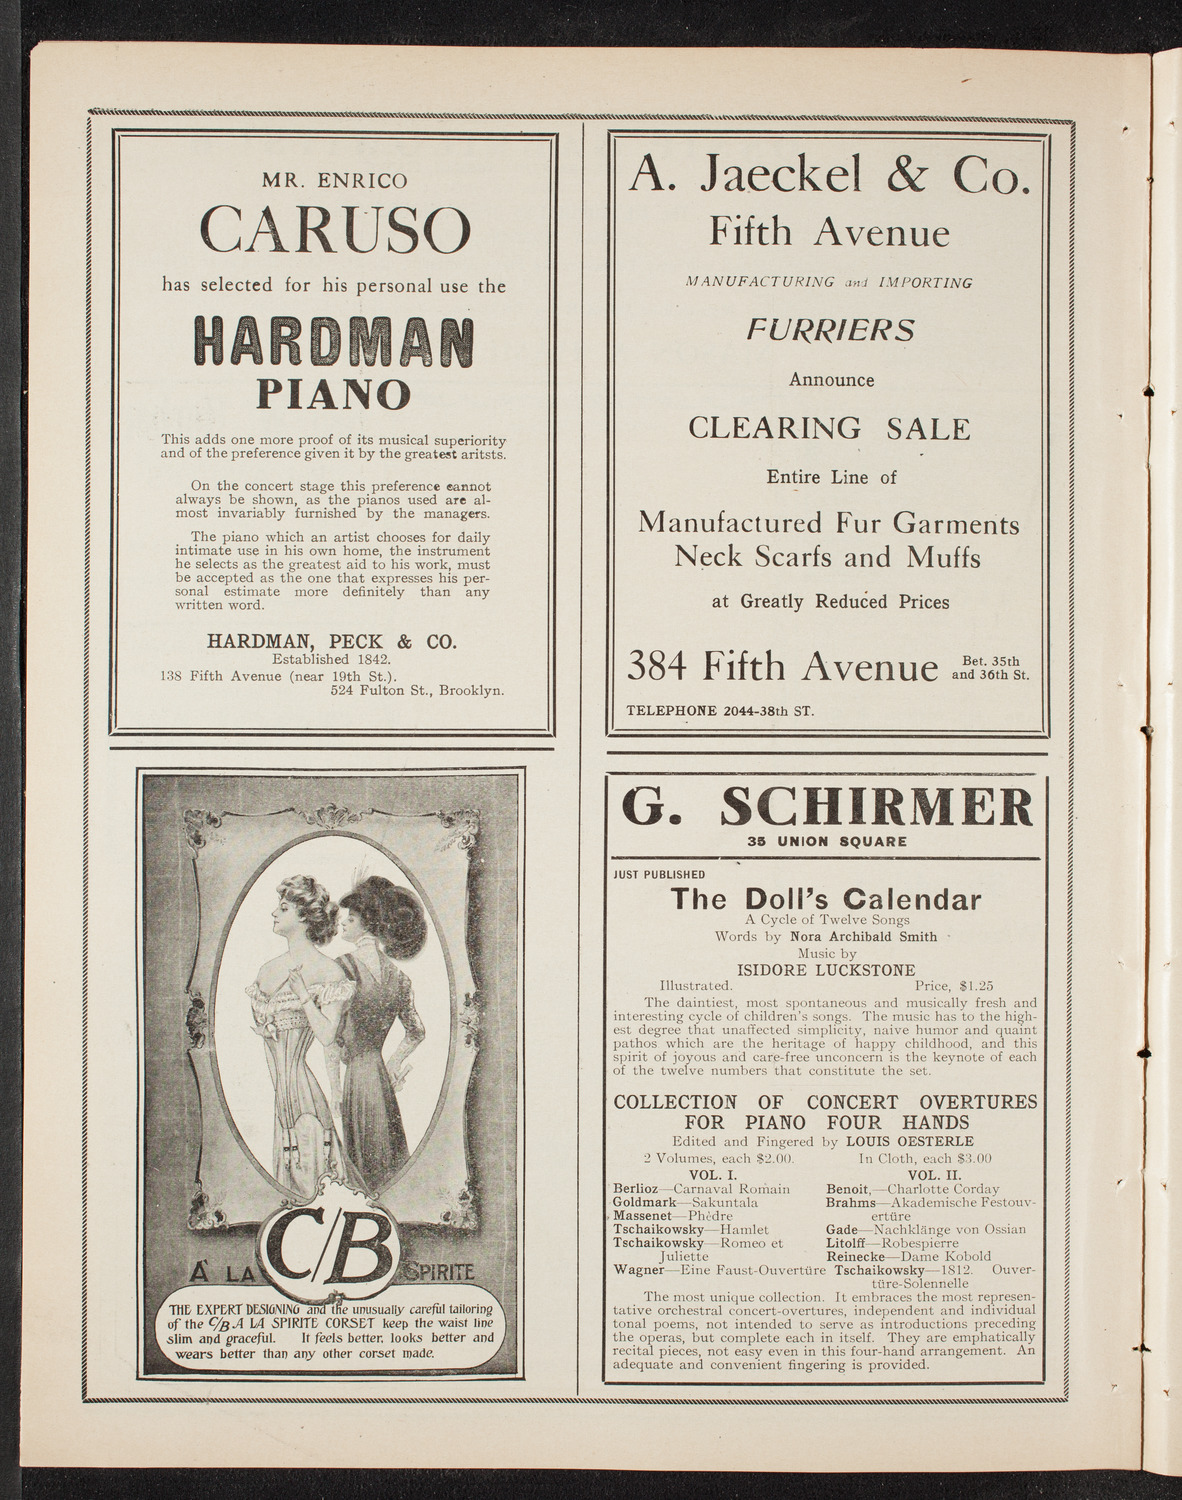 MR. ENRICO
CARUSO
has selected for his personal use the
HARDMAN
PIANO
This adds one more proof of its musical superiority
and of the preference given it by the greatest aritsts.
On the concert stage this preference cannot
always be shown, as the pianos used are al-
most invariably furnished by the managers.
The piano which an artist chooses for daily
intimate use in his own home, the instrument
he selects as the greatest aid to his work, must
be accepted as the one that expresses his per-
sonal estimate more definitely than any
written word.
HARDMAN, PECK & CO.
Established 1842.
138 Fifth Avenue (near 19th St.).
524 Fulton St., Brooklyn.
A. Jaeckel & Co.
Fifth Avenue
MANUFACTURING and IMPORTING
FURRIERS
Announce
CLEARING SALE
Entire Line of
Manufactured Fur Garments
Neck Scarfs and Muffs
at Greatly Reduced Prices
384 Fifth Avenue Bet. 35th
and 36th St.
TELEPHONE 2044-38th ST.
C/B
À LA SPIRITE
THE EXPERT DESIGNING and the unusually careful tailoring
of the C/B A LA SPIRITE CORSET keep the waist line
slim and graceful. It feels better, looks better and
wears better than any other corset made.
G. SCHIRMER
35 UNION SQUARE
JUST PUBLISHED
The Doll's Calendar
A Cycle of Twelve Songs
Words by Nora Archibald Smith
Music by
ISIDORE LUCKSTONE
Illustrated. Price, $1.25
The daintiest, most spontaneous and musically fresh and
interesting cycle of children's songs. The music has to the high-
est degree that unaffected simplicity, naive humor and quaint
pathos which are the heritage of happy childhood, and this
spirit of joyous and care-free unconcern is the keynote of each
of the twelve numbers that constitute the set.
COLLECTION OF CONCERT OVERTURES
FOR PIANO FOUR HANDS
Edited and Fingered by LOUIS OESTERLE
2 Volumes, each $2.00. In Cloth, each $3.00
VOL. I. VOL. II.
Berlioz—Carnaval Romain Benoit,—Charlotte Corday
Goldmark—Sakuntala Brahms—Akademische Festouv-
Massenet—Phèdre ertüre
Tschaikowsky—Hamlet Gade—Nachklänge von Ossian
Tschaikowsky—Romeo et Litolff—Robespierre
Juliette Reinecke—Dame Kobold
Wagner—Eine Faust-Ouvertüre Tschaikowsky—1812. Ouver-
türe-Solennelle
The most unique collection. It embraces the most represen-
tative orchestral concert-overtures, independent and individual
tonal poems, not intended to serve as introductions preceding
the operas, but complete each in itself. They are emphatically
recital pieces, not easy even in this four-hand arrangement. An
adequate and convenient fingering is provided.